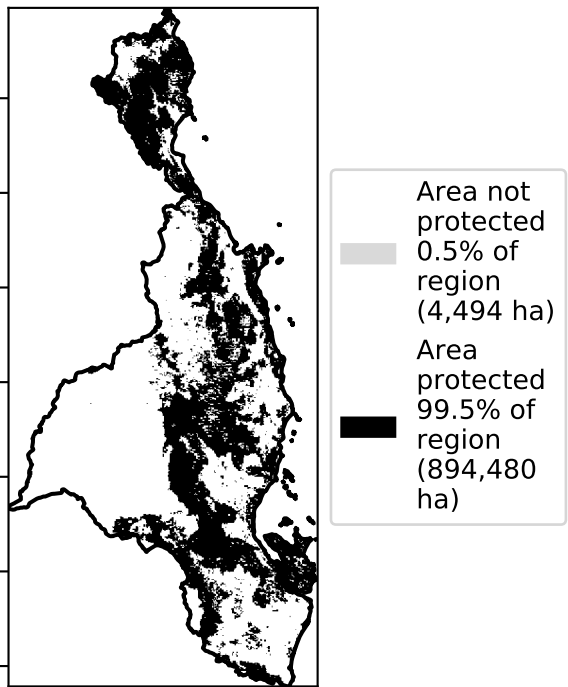 Area not
protected
0.5% of
region
(4,494 ha)
Area
protected
99.5% of
region
(894,480
ha)